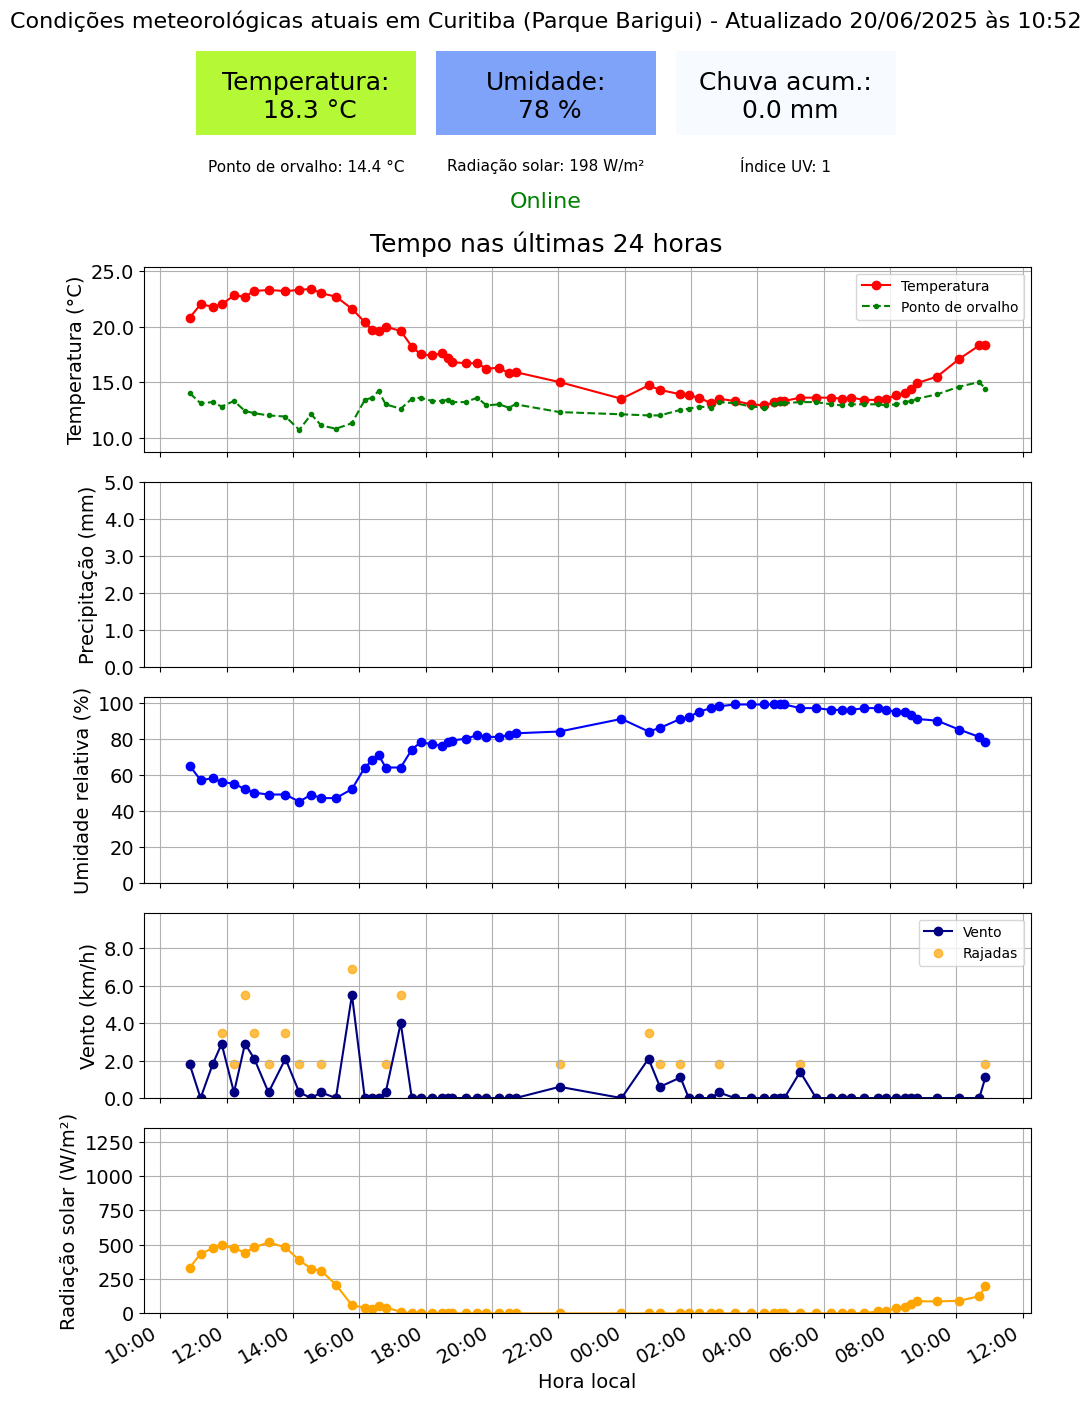 Condições meteorológicas atuais em Curitiba (Parque Barigui) - Atualizado 20/06/2025 às 10:52
Temperatura:
18.3 °C
Umidade:
78 %
Chuva acum.:
0.0 mm
Ponto de orvalho: 14.4 °C
Radiação solar: 198 W/m²
Índice UV: 1
Online
Tempo nas últimas 24 horas
Temperatura (°C)
25.0
20.0
15.0
10.0
Temperatura
Ponto de orvalho
Precipitação (mm)
5.0
4.0
3.0
2.0
1.0
0.0
Umidade relativa (%)
100
80
60
40
20
0
Vento (km/h)
8.0
6.0
4.0
2.0
0.0
Vento
Rajadas
Radiação solar (W/m²)
1250
1000
750
500
250
0
10:00
12:00
14:00
16:00
18:00
20:00
22:00
00:00
02:00
04:00
06:00
08:00
10:00
12:00
Hora local